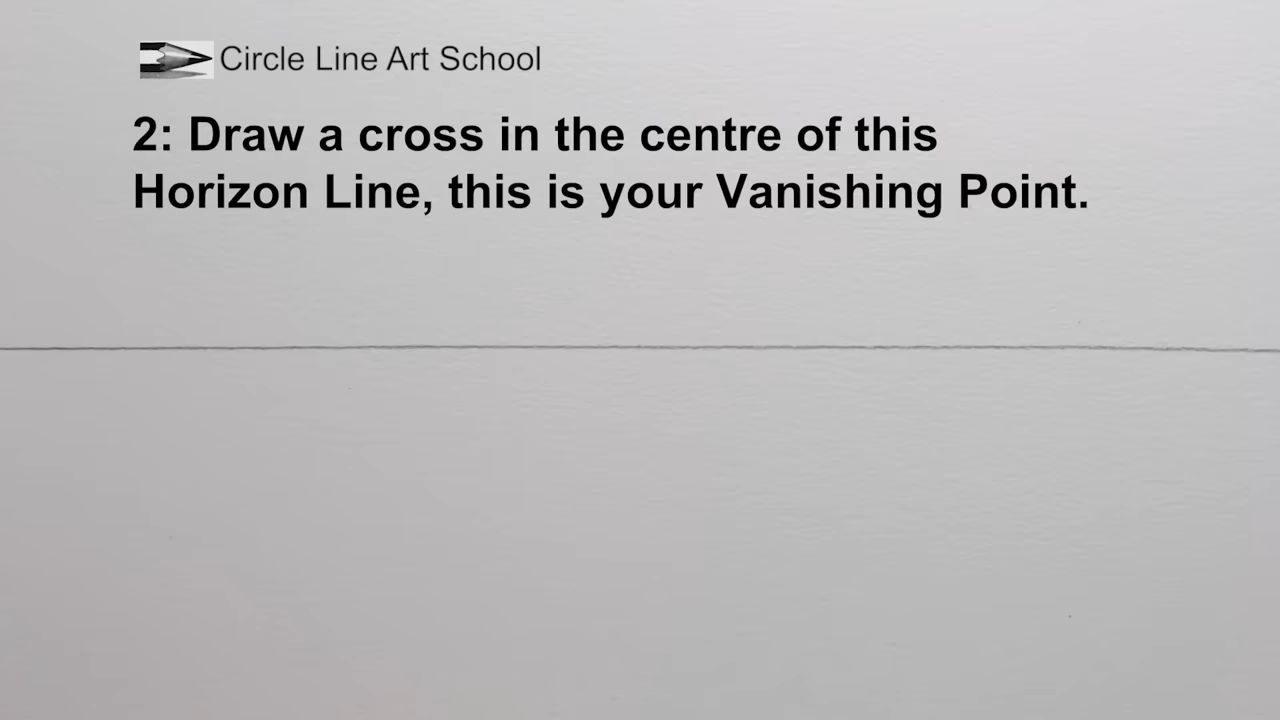 Circle Line Art School
2: Draw a cross in the centre of this
Horizon Line, this is your Vanishing Point.